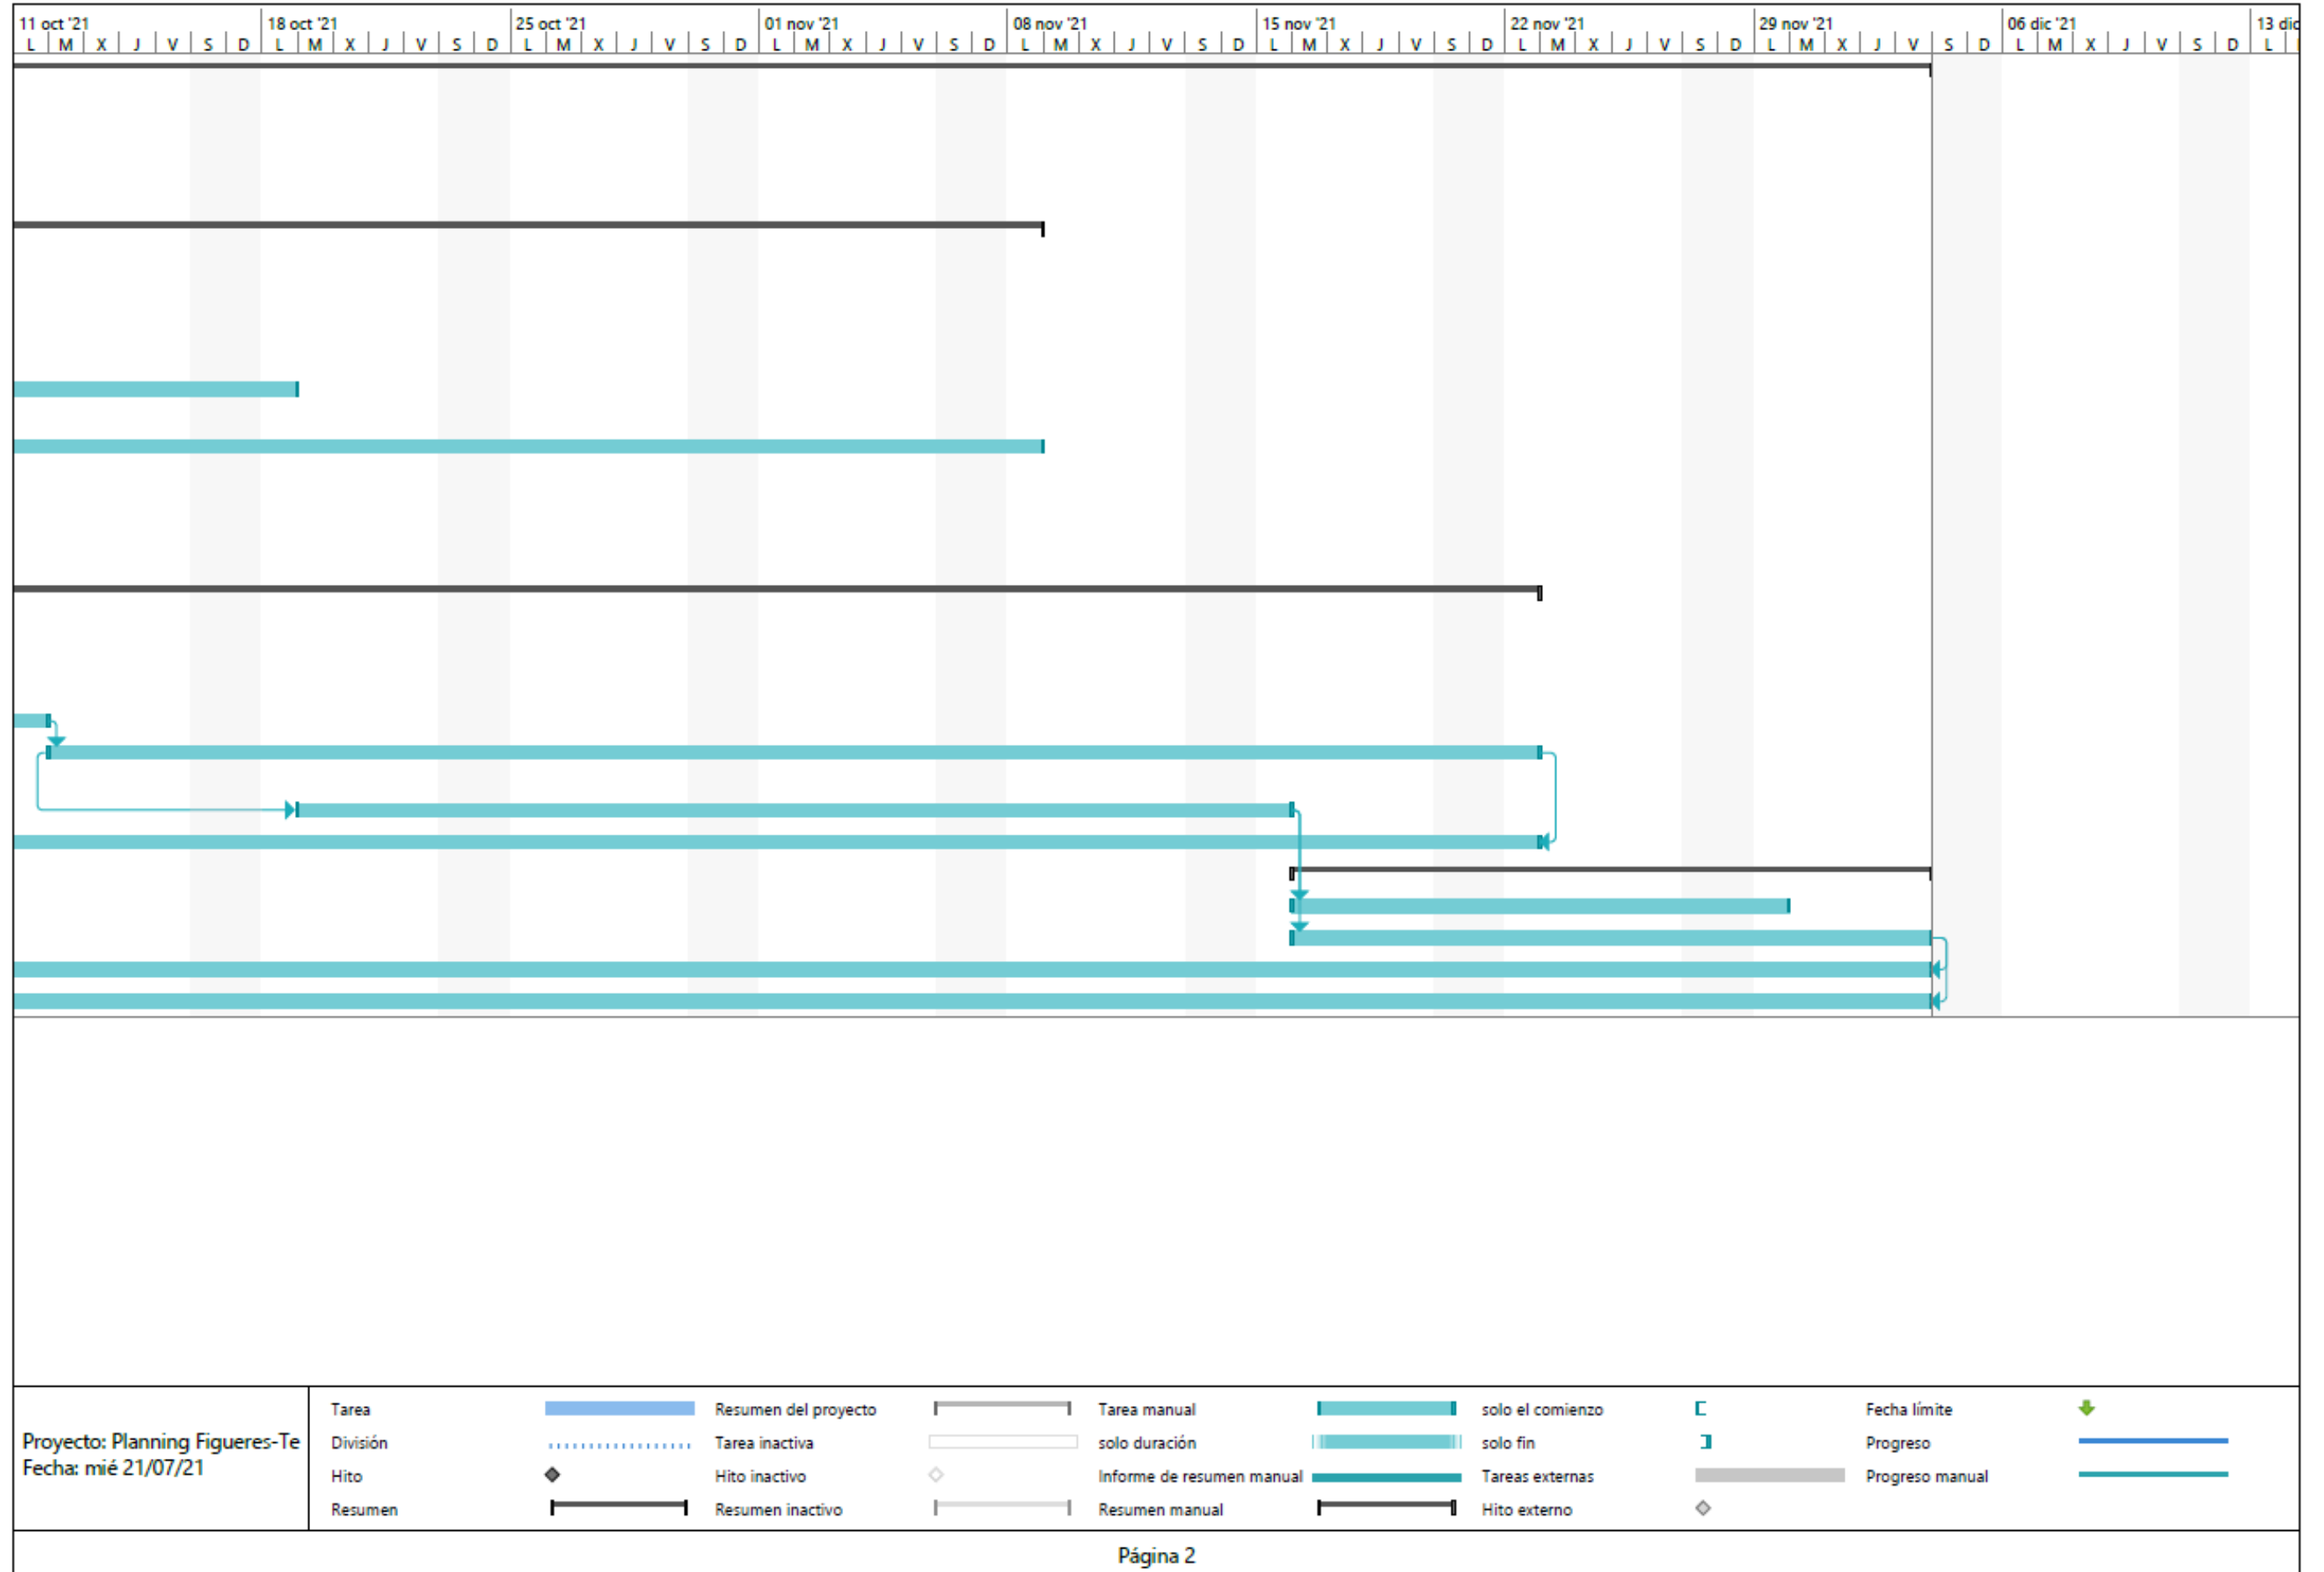 11 oct '21 18 oct '21 25 oct '21 01 nov '21 08 nov '21 15 nov '21 22 nov '21 29 nov '21 06 dic '21 13 dic
L M X J V S D L M X J V S D L M X J V S D L M X J V S D L M X J V S D L M X J V S D L M X J V S D L M X J V S D L M X J V S D L
Proyecto: Planning Figueres-Te
Fecha: mié 21/07/21
Tarea Resumen del proyecto Tarea manual solo el comienzo Fecha límite
División Tarea inactiva solo duración solo fin Progreso
Hito Hito inactivo Informe de resumen manual Tareas externas Progreso manual
Resumen Resumen inactivo Resumen manual Hito externo
Página 2